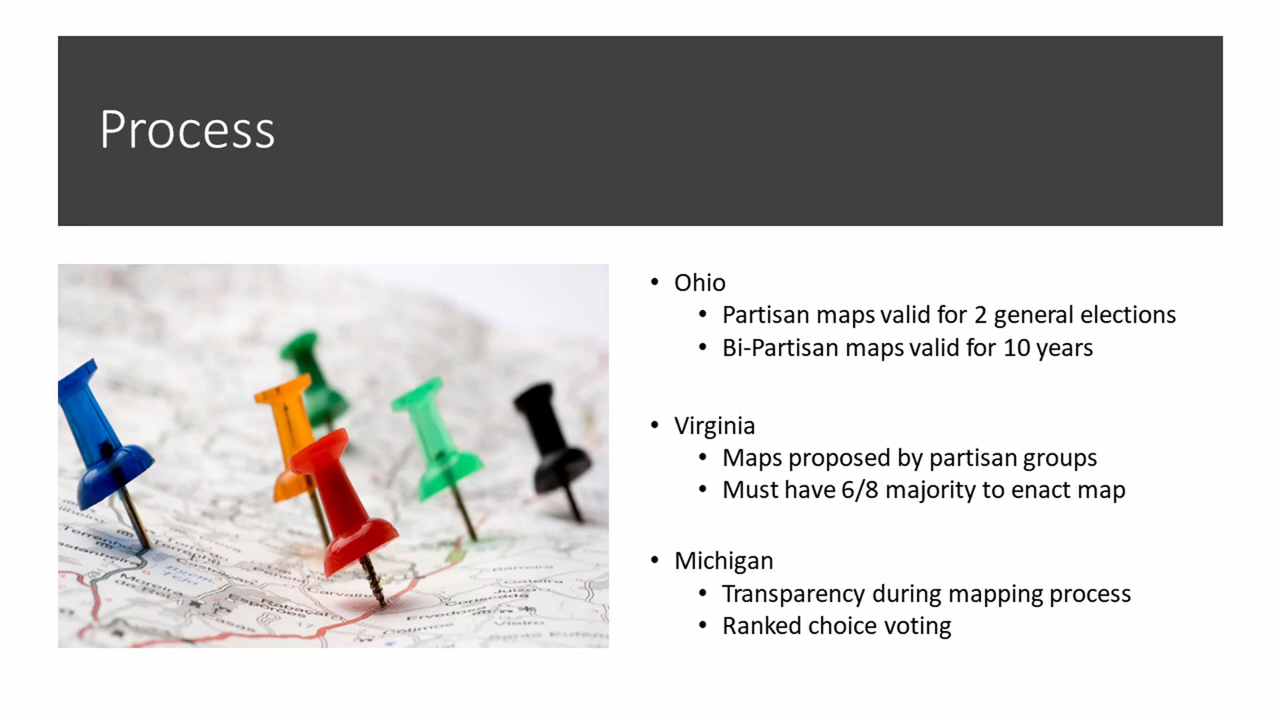 Process
• Ohio
• Partisan maps valid for 2 general elections
• Bi-Partisan maps valid for 10 years
• Virginia
• Maps proposed by partisan groups
• Must have 6/8 majority to enact map
• Michigan
• Transparency during mapping process
• Ranked choice voting
Moreira